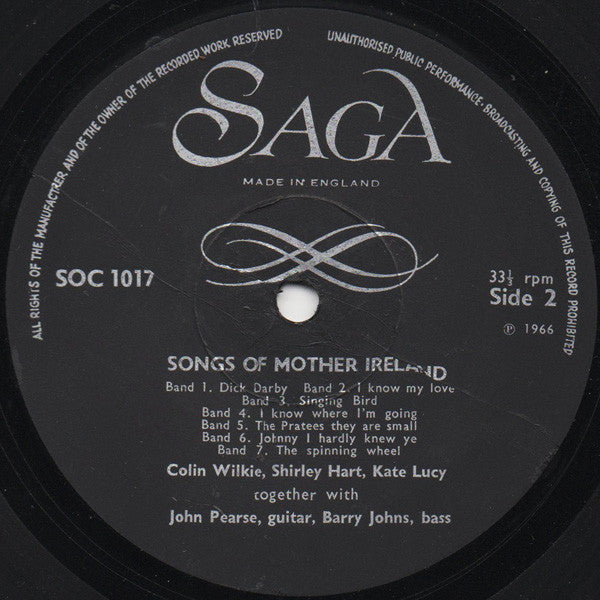 ALL RIGHTS OF THE MANUFACTRER AND OF THE OWNER OF THE RECORDED WORK RESERVED
UNAUTHORISED PUBLIC PERFORMANCE, BROADCASTING AND COPYING OF THIS RECORD PROHIBITED
SAGA
MADE IN ENGLAND
SOC 1017
33⅓ rpm
Side 2
℗ 1966
SONGS OF MOTHER IRELAND
Band 1. Dick Darby Band 2. I know my love
Band 3. Singing Bird
Band 4. I know where I'm going
Band 5. The Pratees they are small
Band 6. Johnny I hardly knew ye
Band 7. The spinning wheel
Colin Wilkie, Shirley Hart, Kate Lucy
together with
John Pearse, guitar, Barry Johns, bass